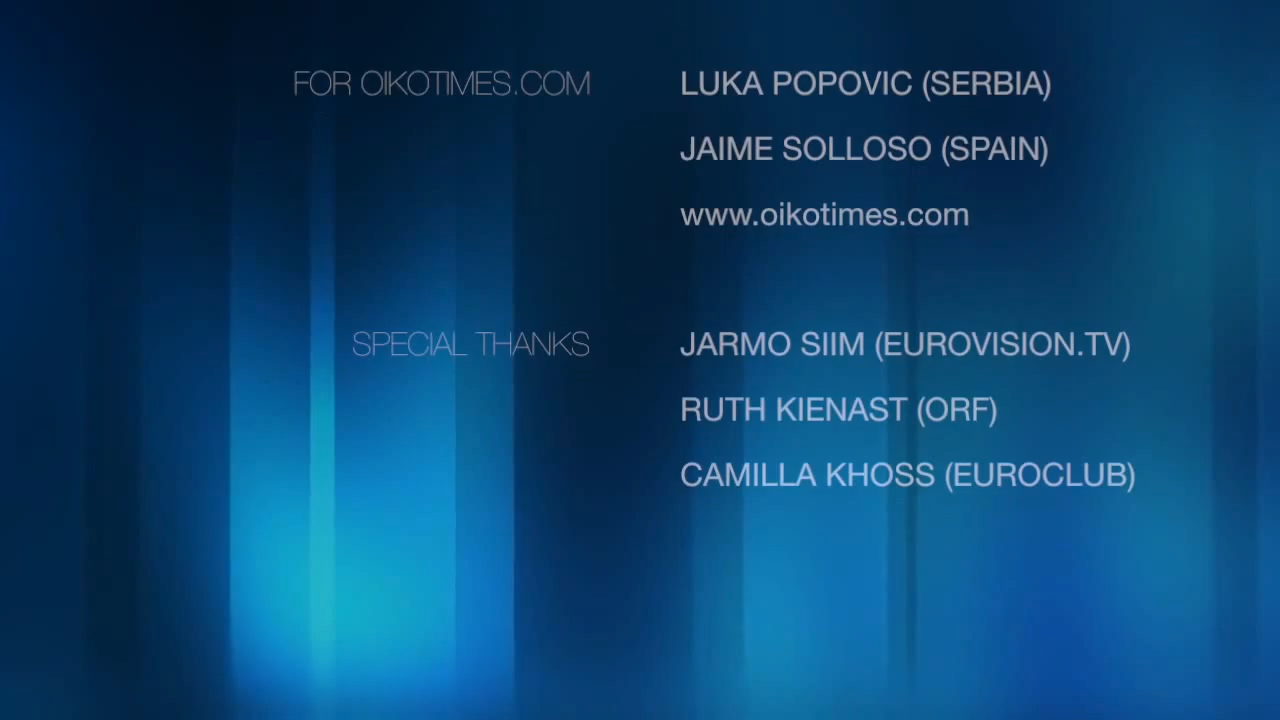 FOR OIKOTIMES.COM LUKA POPOVIC (SERBIA)
JAIME SOLLOSO (SPAIN)
www.oikotimes.com
SPECIAL THANKS JARMO SIIM (EUROVISION.TV)
RUTH KIENAST (ORF)
CAMILLA KHOSS (EUROCLUB)